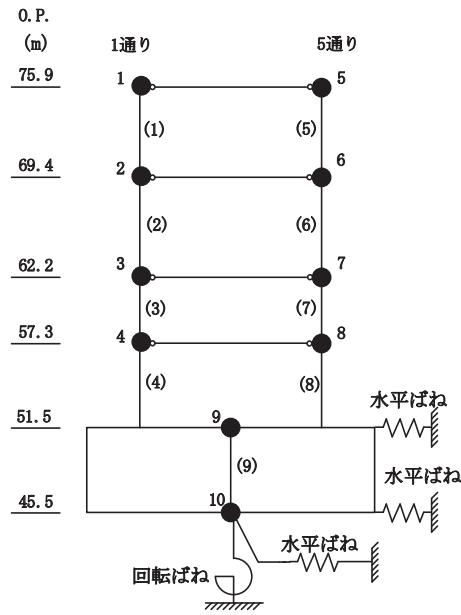 O.P.
(m)
1通り 5通り
75.9 1 5
(1) (5)
69.4 2 6
(2) (6)
62.2 3 7
(3) (7)
57.3 4 8
(4) (8)
水平ばね
51.5 9
(9)
水平ばね
45.5 10
水平ばね
回転ばね